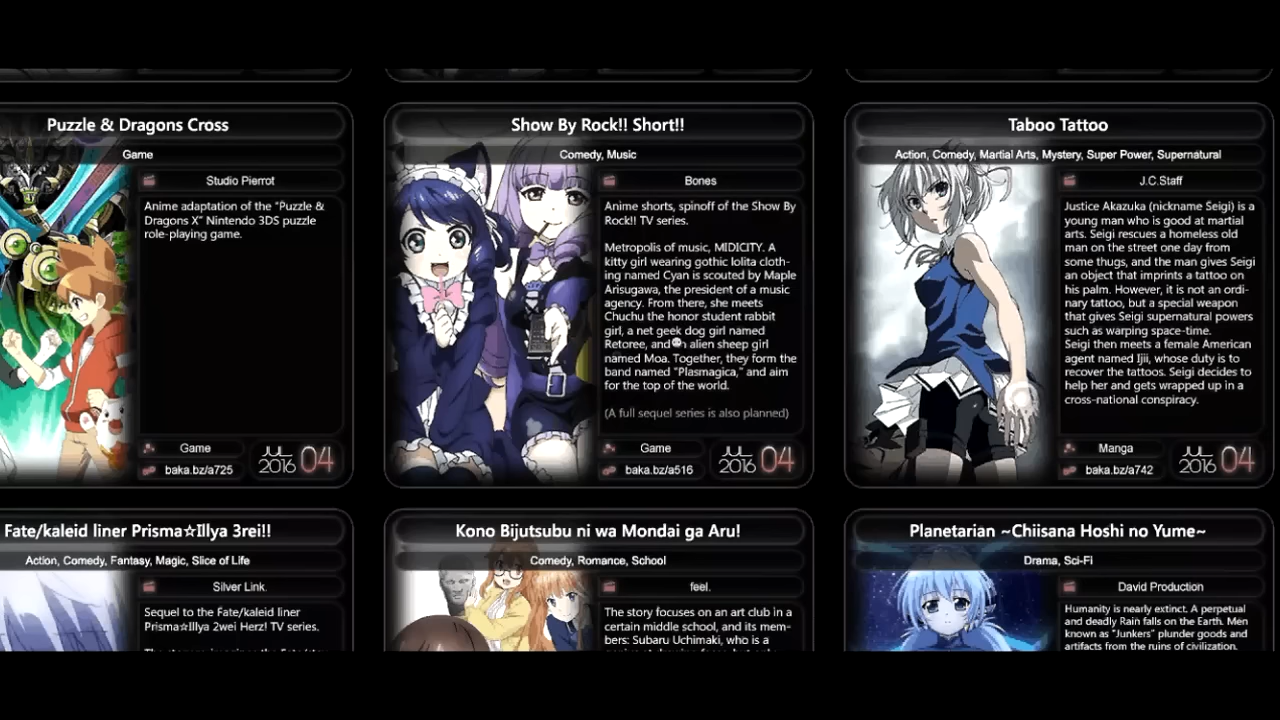 Puzzle & Dragons Cross
Game
Studio Pierrot
Anime adaptation of the "Puzzle &
Dragons X" Nintendo 3DS puzzle
role-playing game.
Game
baka.bz/a725
JUL
2016 04
Show By Rock!! Short!!
Comedy, Music
Bones
Anime shorts, spinoff of the Show By
Rock!! TV series.
Metropolis of music, MIDICITY. A
kitty girl wearing gothic lolita cloth-
ing named Cyan is scouted by Maple
Arisugawa, the president of a music
agency. From there, she meets
Chuchu the honor student rabbit
girl, a net geek dog girl named
Retoree, and n alien sheep girl
named Moa. Together, they form the
band named "Plasmagica," and aim
for the top of the world.
(A full sequel series is also planned)
Game
baka.bz/a516
JUL
2016 04
Taboo Tattoo
Action, Comedy, Martial Arts, Mystery, Super Power, Supernatural
J.C.Staff
Justice Akazuka (nickname Seigi) is a
young man who is good at martial
arts. Seigi rescues a homeless old
man on the street one day from
some thugs, and the man gives Seigi
an object that imprints a tattoo on
his palm. However, it is not an ordi-
nary tattoo, but a special weapon
that gives Seigi supernatural powers
such as warping space-time.
Seigi then meets a female American
agent named Ijii, whose duty is to
recover the tattoos. Seigi decides to
help her and gets wrapped up in a
cross-national conspiracy.
Manga
baka.bz/a742
JUL
2016 04
Fate/kaleid liner Prisma☆Illya 3rei!!
Action, Comedy, Fantasy, Magic, Slice of Life
Silver Link.
Sequel to the Fate/kaleid liner
Prisma☆Illya 2wei Herz! TV series.
Kono Bijutsubu ni wa Mondai ga Aru!
Comedy, Romance, School
feel.
The story focuses on an art club in a
certain middle school, and its mem-
bers: Subaru Uchimaki, who is a
Planetarian ~Chiisana Hoshi no Yume~
Drama, Sci-Fi
David Production
Humanity is nearly extinct. A perpetual
and deadly Rain falls on the Earth. Men
known as "Junkers" plunder goods and
artifacts from the ruins of civilization.